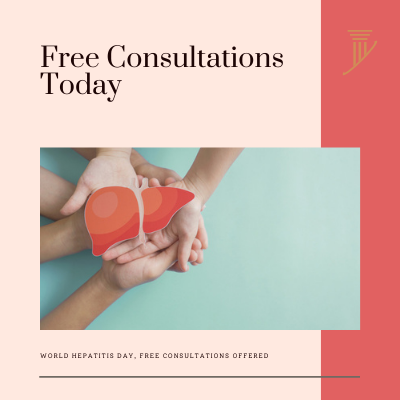 Free Consultations
Today
WORLD HEPATITIS DAY, FREE CONSULTATIONS OFFERED